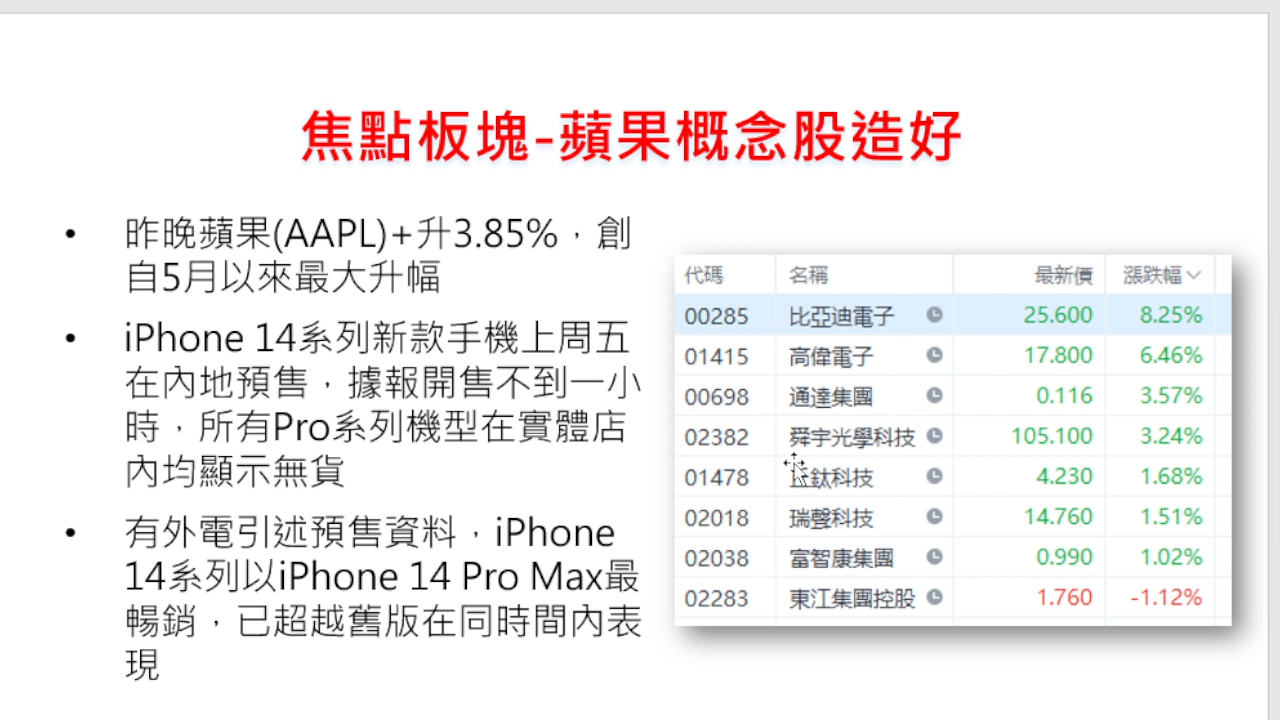 焦點板塊-蘋果概念股造好
• 昨晚蘋果(AAPL)+升3.85%，創
自5月以來最大升幅
• iPhone 14系列新款手機上周五
在內地預售，據報開售不到一小
時，所有Pro系列機型在實體店
內均顯示無貨
• 有外電引述預售資料，iPhone
14系列以iPhone 14 Pro Max最
暢銷，已超越舊版在同時間內表
現
代碼 名稱 最新價 漲跌幅
00285 比亞迪電子 25.600 8.25%
01415 高偉電子 17.800 6.46%
00698 通達集團 0.116 3.57%
02382 舜宇光學科技 105.100 3.24%
01478 鈦科技 4.230 1.68%
02018 瑞聲科技 14.760 1.51%
02038 富智康集團 0.990 1.02%
02283 東江集團控股 1.760 -1.12%